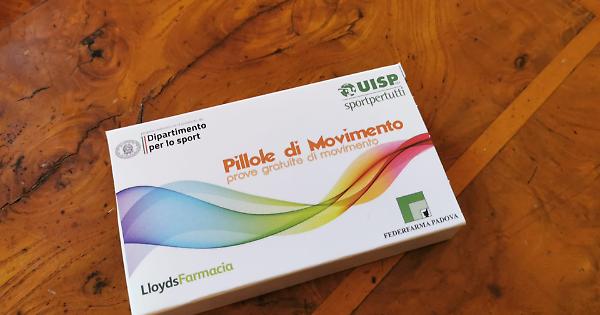 UISP
sportpertutti
Dipartimento
per lo sport
Pillole di Movimento
prove gratuite di movimento
FEDERFARMA PADOVA
LloydsFarmacia